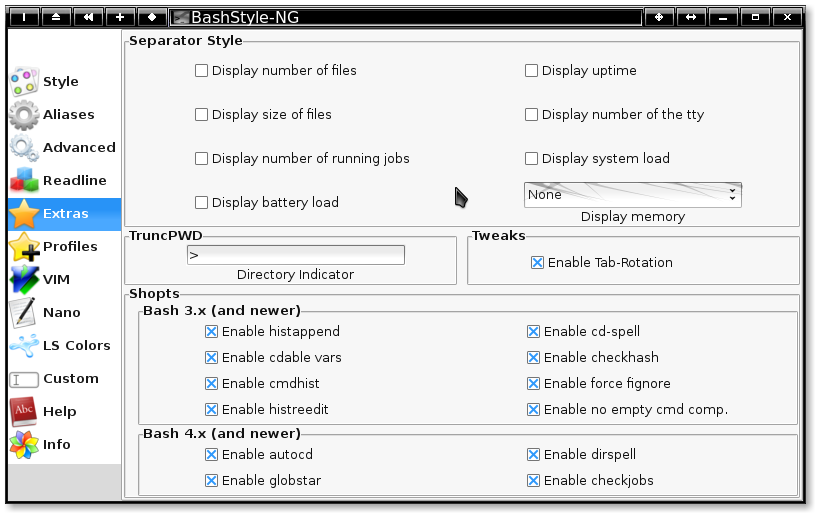 BashStyle-NG
Style
Aliases
Advanced
Readline
Extras
Profiles
VIM
Nano
LS Colors
Custom
Abc
Help
Info
Separator Style
Display number of files
Display uptime
Display size of files
Display number of the tty
Display number of running jobs
Display system load
Display battery load
None
Display memory
TruncPWD
>
Directory Indicator
Tweaks
Enable Tab-Rotation
Shopts
Bash 3.x (and newer)
Enable histappend
Enable cd-spell
Enable cdable vars
Enable checkhash
Enable cmdhist
Enable force fignore
Enable histreedit
Enable no empty cmd comp.
Bash 4.x (and newer)
Enable autocd
Enable dirspell
Enable globstar
Enable checkjobs